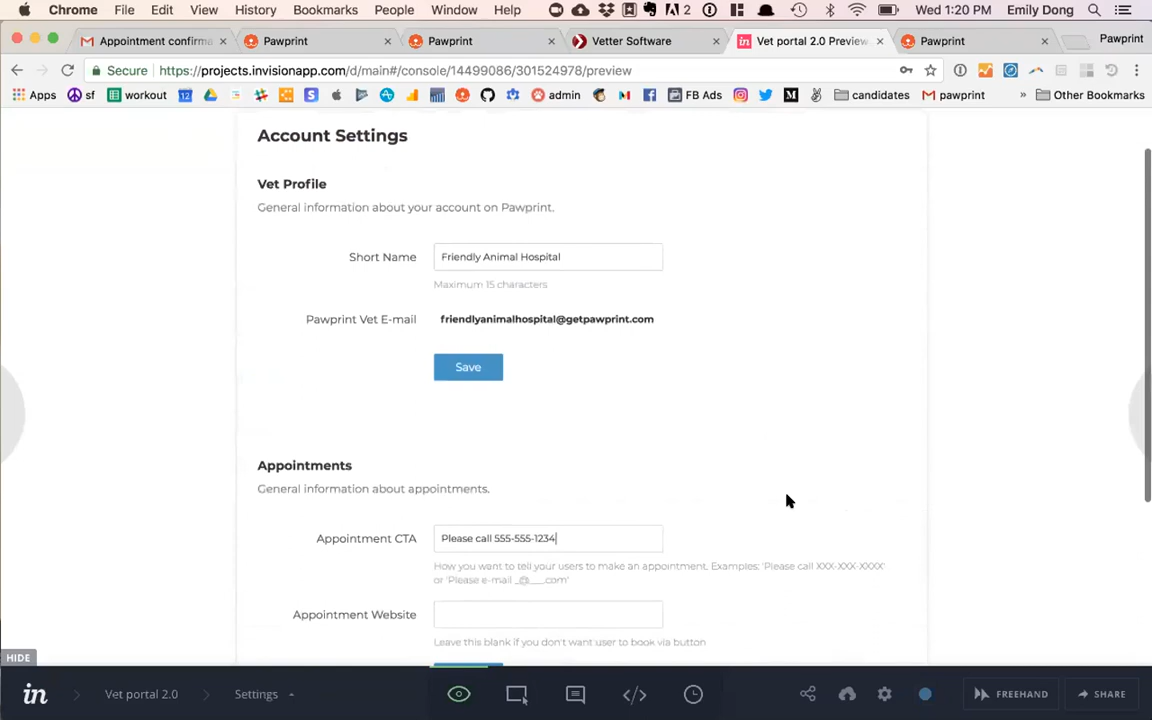 Chrome File Edit View History Bookmarks People Window Help 2 Wed 1:20 PM Emily Dong
Appointment confirma Pawprint Pawprint Vetter Software Vet portal 2.0 Preview Pawprint Pawprint
Secure https://projects.invisionapp.com/d/main#/console/14499086/301524978/preview
Apps sf workout admin FB Ads candidates pawprint » Other Bookmarks
Account Settings
Vet Profile
General information about your account on Pawprint.
Short Name Friendly Animal Hospital
Maximum 15 characters
Pawprint Vet E-mail friendlyanimalhospital@getpawprint.com
Save
Appointments
General information about appointments.
Appointment CTA Please call 555-555-1234
How you want to tell your users to make an appointment. Examples: 'Please call XXX-XXX-XXXX'
or 'Please e-mail _@___.com'
Appointment Website
Leave this blank if you don't want user to book via button
HIDE
in Vet portal 2.0 Settings FREEHAND SHARE